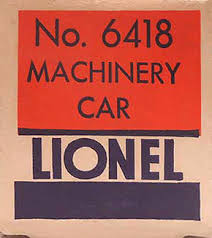 No. 6418
MACHINERY
CAR
LIONEL